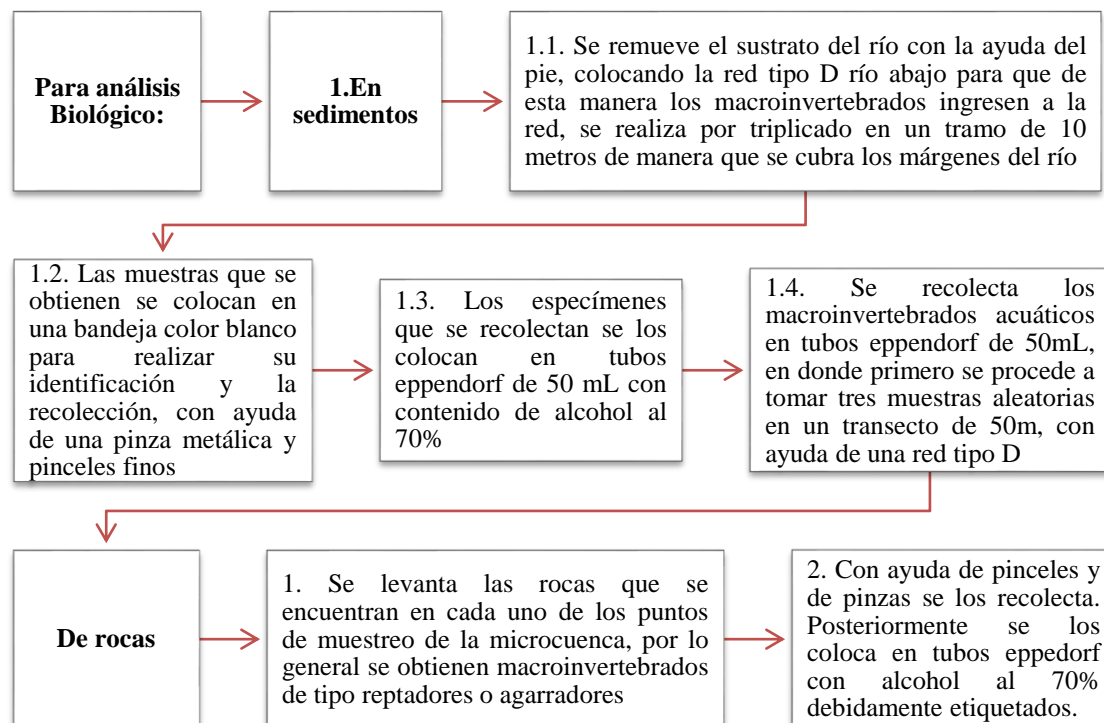 Para análisis
Biológico:
1.En
sedimentos
1.1. Se remueve el sustrato del río con la ayuda del
pie, colocando la red tipo D río abajo para que de
esta manera los macroinvertebrados ingresen a la
red, se realiza por triplicado en un tramo de 10
metros de manera que se cubra los márgenes del río
1.2. Las muestras que se
obtienen se colocan en
una bandeja color blanco
para realizar su
identificación y la
recolección, con ayuda
de una pinza metálica y
pinceles finos
1.3. Los especímenes
que se recolectan se los
colocan en tubos
eppendorf de 50 mL con
contenido de alcohol al
70%
1.4. Se recolecta los
macroinvertebrados acuáticos
en tubos eppendorf de 50mL,
en donde primero se procede a
tomar tres muestras aleatorias
en un transecto de 50m, con
ayuda de una red tipo D
De rocas
1. Se levanta las rocas que se
encuentran en cada uno de los puntos
de muestreo de la microcuenca, por lo
general se obtienen macroinvertebrados
de tipo reptadores o agarradores
2. Con ayuda de pinceles y
de pinzas se los recolecta.
Posteriormente se los
coloca en tubos eppedorf
con alcohol al 70%
debidamente etiquetados.